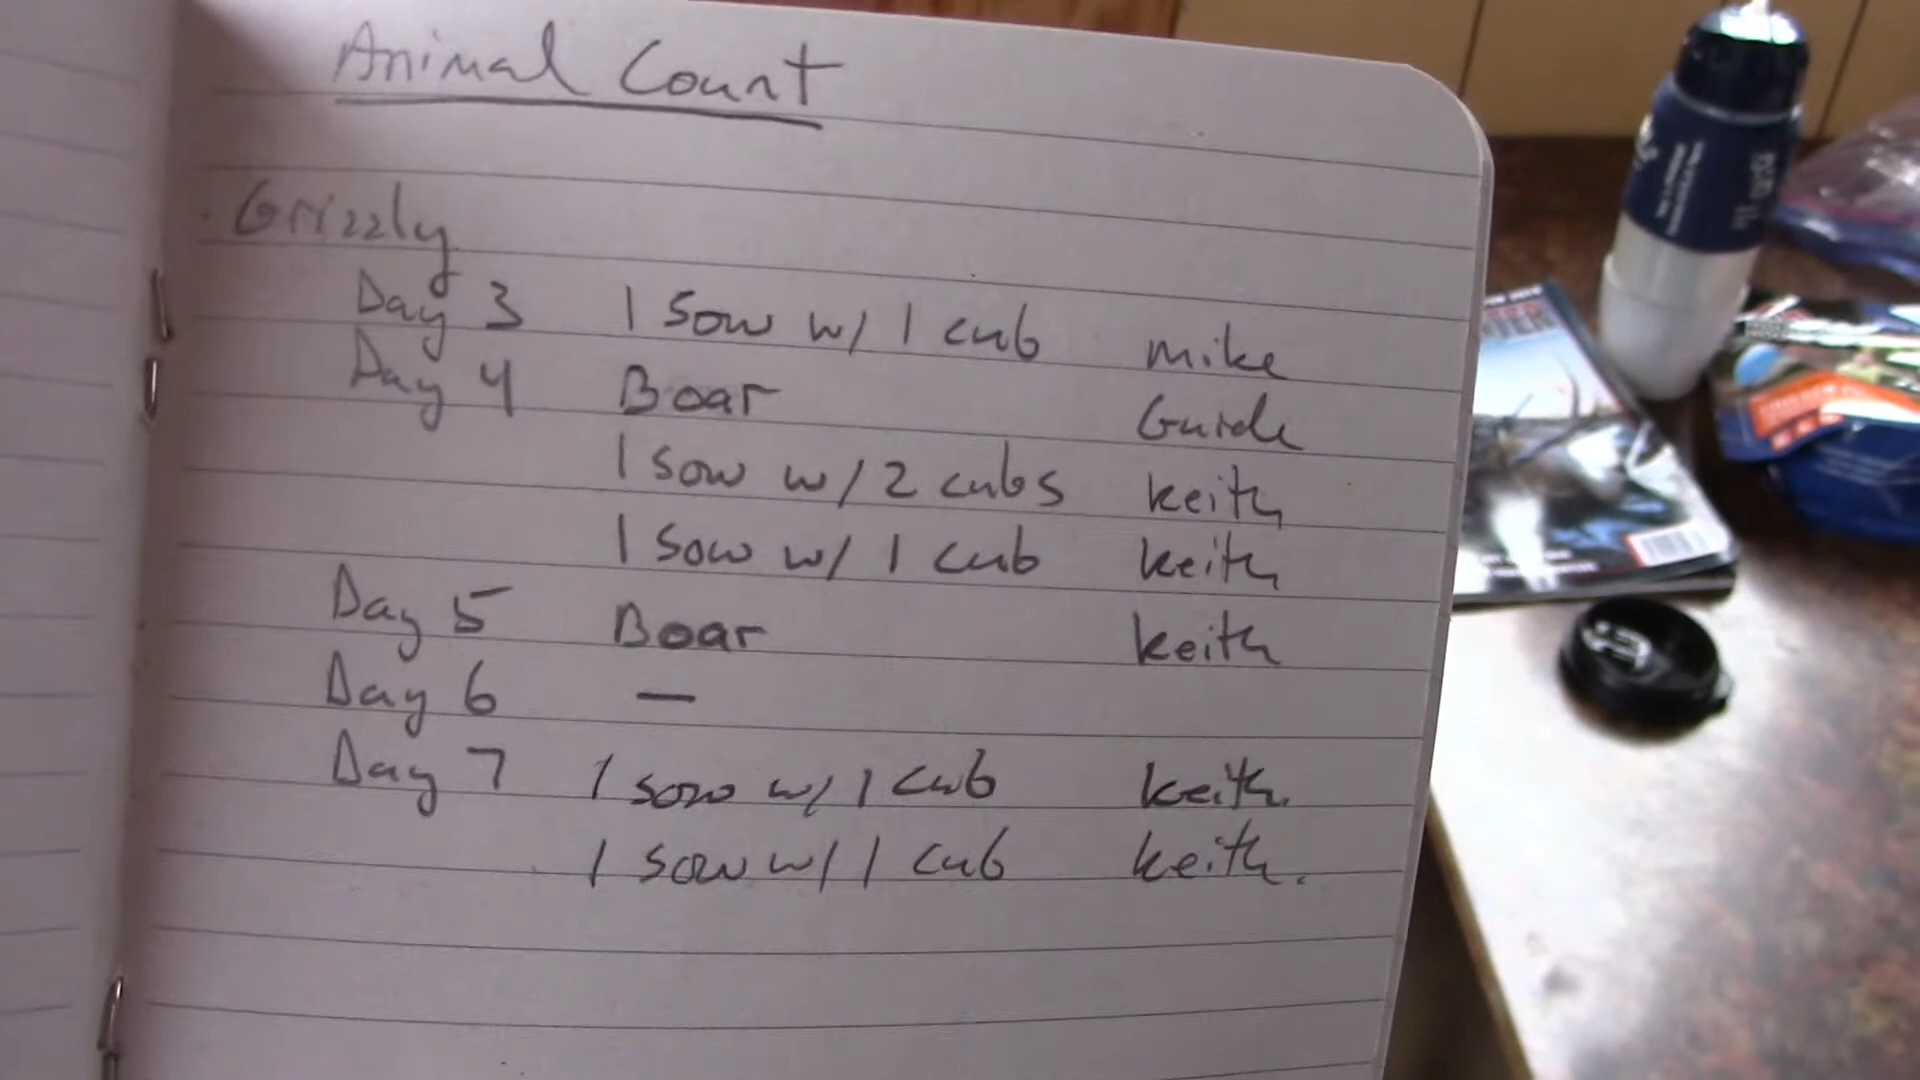 Animal Count
Grizzly
Day 3 1 Sow w/ 1 cub mike
Day 4 Boar Guide
1 sow w/ 2 cubs keith
1 sow w/ 1 cub keith
Day 5 Boar keith
Day 6 —
Day 7 1 sow w/ 1 cub keith.
1 sow w/ 1 cub keith.